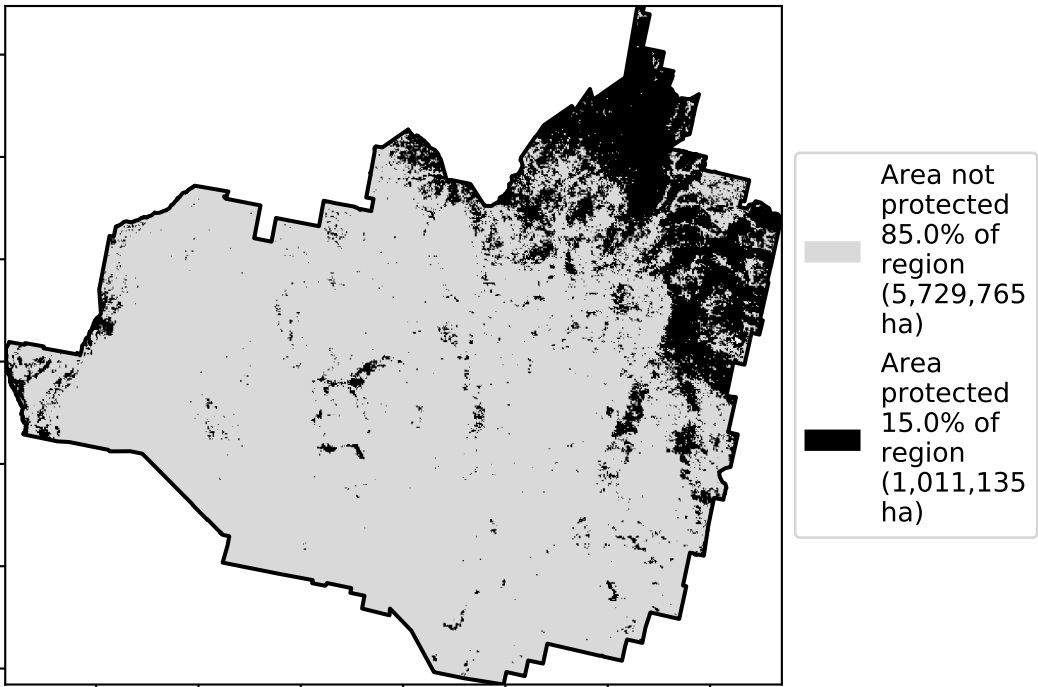 Area not
protected
85.0% of
region
(5,729,765
ha)
Area
protected
15.0% of
region
(1,011,135
ha)